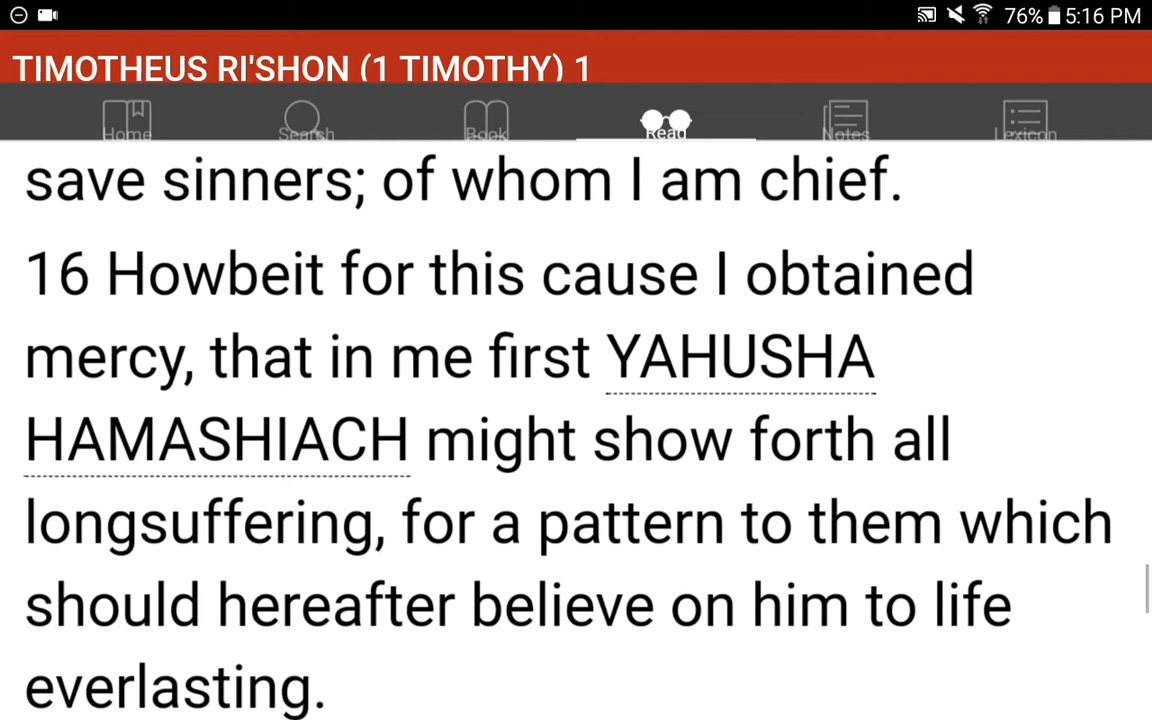 76% 5:16 PM
TIMOTHEUS RI'SHON (1 TIMOTHY) 1
Home Search Book Read Notes Lexicon
save sinners; of whom I am chief.
16 Howbeit for this cause I obtained
mercy, that in me first YAHUSHA
HAMASHIACH might show forth all
longsuffering, for a pattern to them which
should hereafter believe on him to life
everlasting.